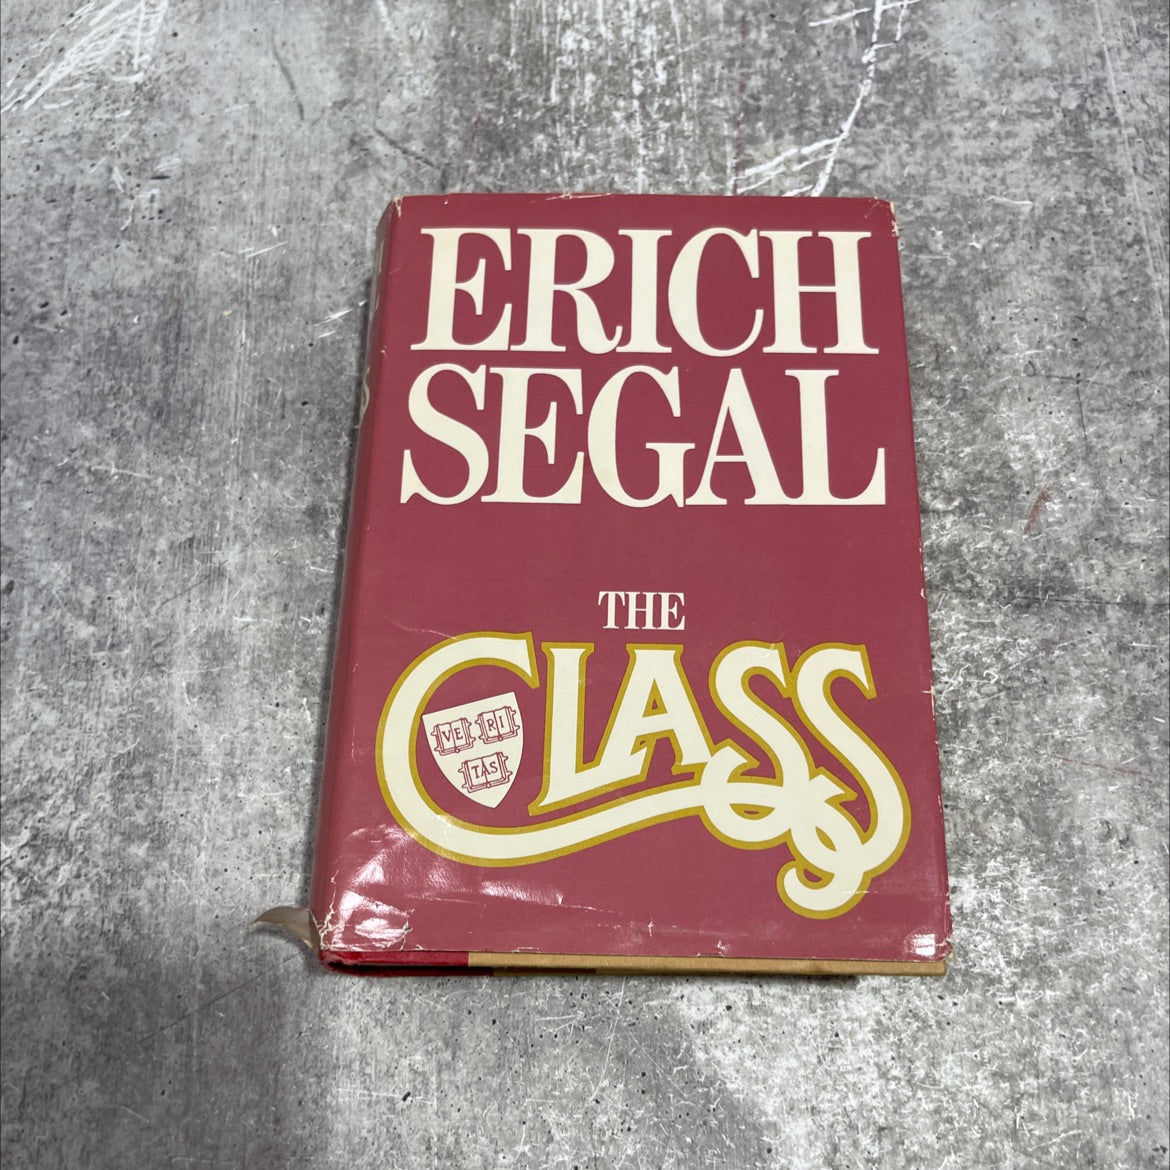 ERICH
SEGAL
THE
CLASS
VE RI
TAS